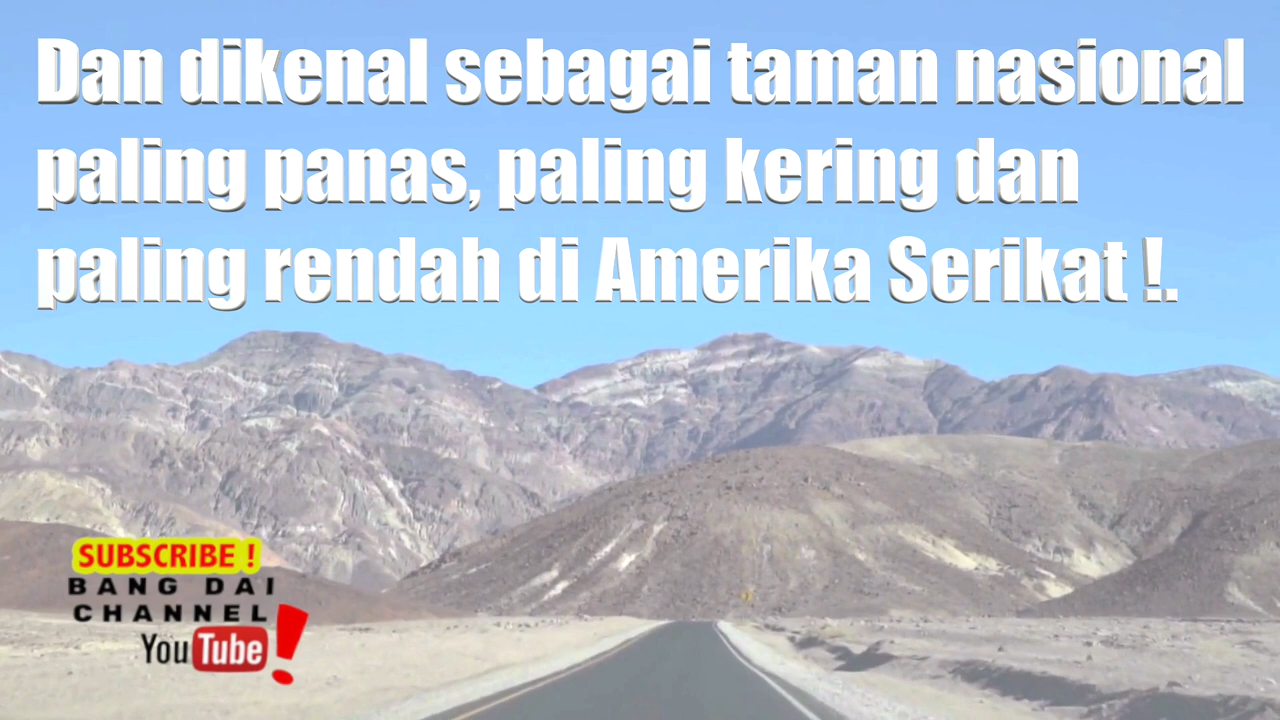 Dan dikenal sebagai taman nasional
paling panas, paling kering dan
paling rendah di Amerika Serikat !.
SUBSCRIBE !
BANG DAI
CHANNEL
YouTube !